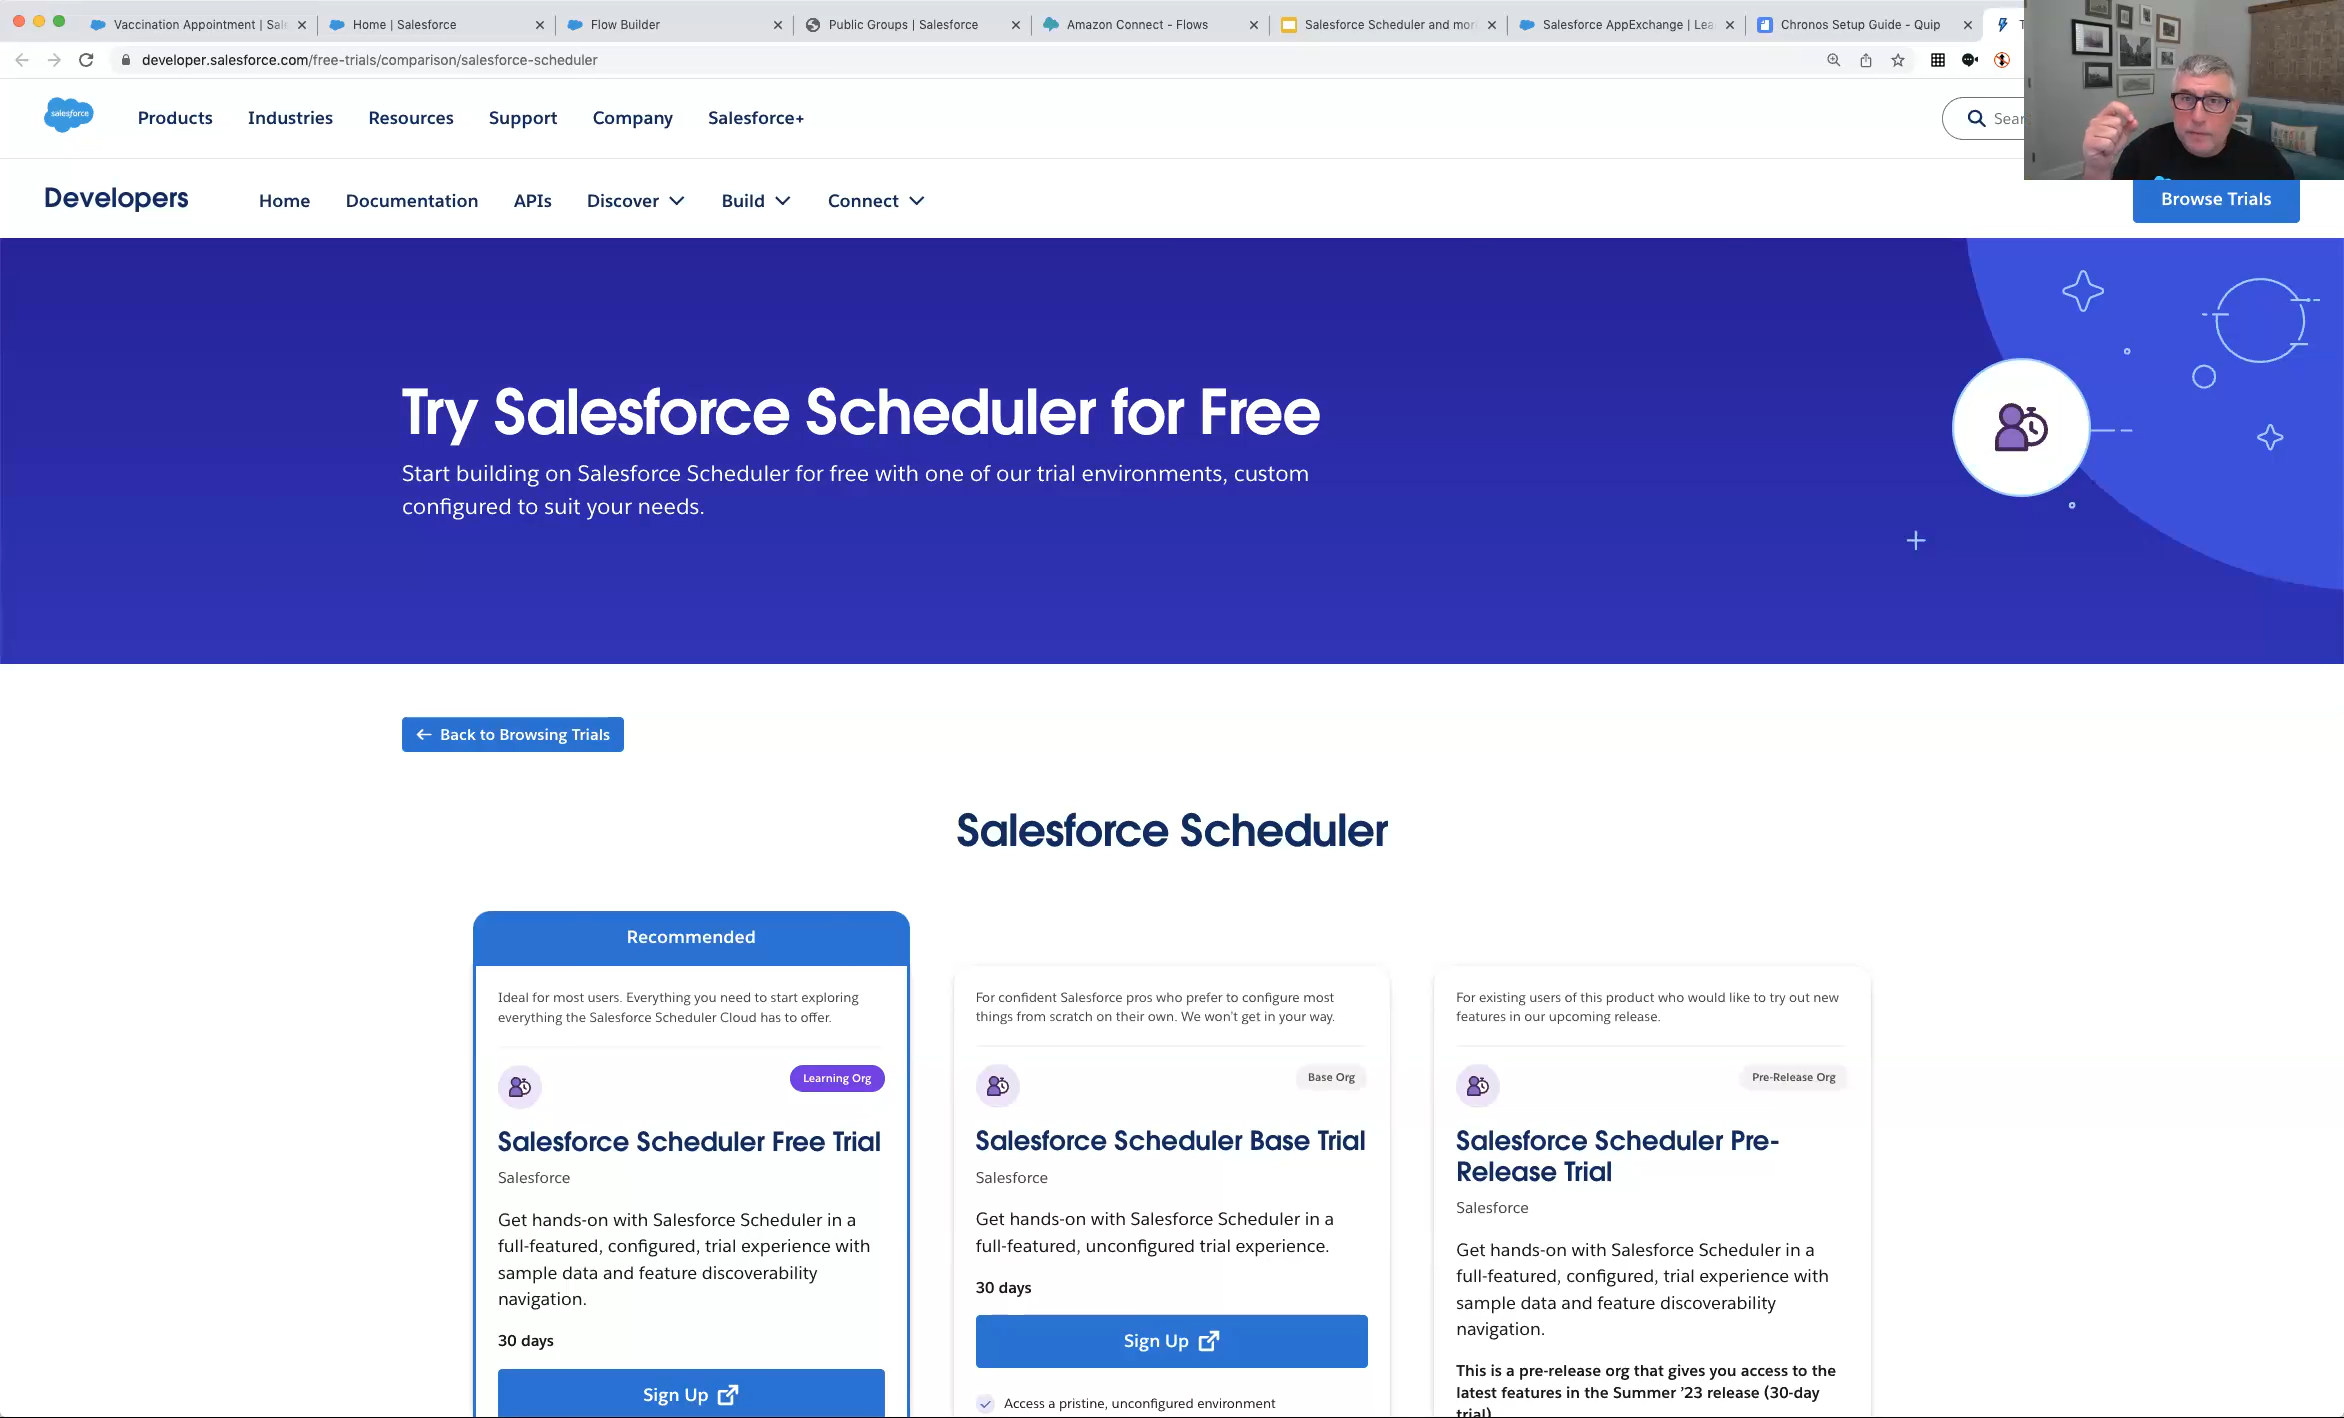 Vaccination Appointment | Sal
Home | Salesforce
Flow Builder
Public Groups | Salesforce
Amazon Connect - Flows
Salesforce Scheduler and mor
Salesforce AppExchange | Lea
Chronos Setup Guide - Quip
T
developer.salesforce.com/free-trials/comparison/salesforce-scheduler
salesforce
Products
Industries
Resources
Support
Company
Salesforce+
Sear
Developers
Home
Documentation
APIs
Discover
Build
Connect
Browse Trials
Try Salesforce Scheduler for Free
Start building on Salesforce Scheduler for free with one of our trial environments, custom
configured to suit your needs.
← Back to Browsing Trials
Salesforce Scheduler
Recommended
Ideal for most users. Everything you need to start exploring
everything the Salesforce Scheduler Cloud has to offer.
Learning Org
Salesforce Scheduler Free Trial
Salesforce
Get hands-on with Salesforce Scheduler in a
full-featured, configured, trial experience with
sample data and feature discoverability
navigation.
30 days
Sign Up
For confident Salesforce pros who prefer to configure most
things from scratch on their own. We won't get in your way.
Base Org
Salesforce Scheduler Base Trial
Salesforce
Get hands-on with Salesforce Scheduler in a
full-featured, unconfigured trial experience.
30 days
Sign Up
Access a pristine, unconfigured environment
For existing users of this product who would like to try out new
features in our upcoming release.
Pre-Release Org
Salesforce Scheduler Pre-
Release Trial
Salesforce
Get hands-on with Salesforce Scheduler in a
full-featured, configured, trial experience with
sample data and feature discoverability
navigation.
This is a pre-release org that gives you access to the
latest features in the Summer '23 release (30-day
trial)